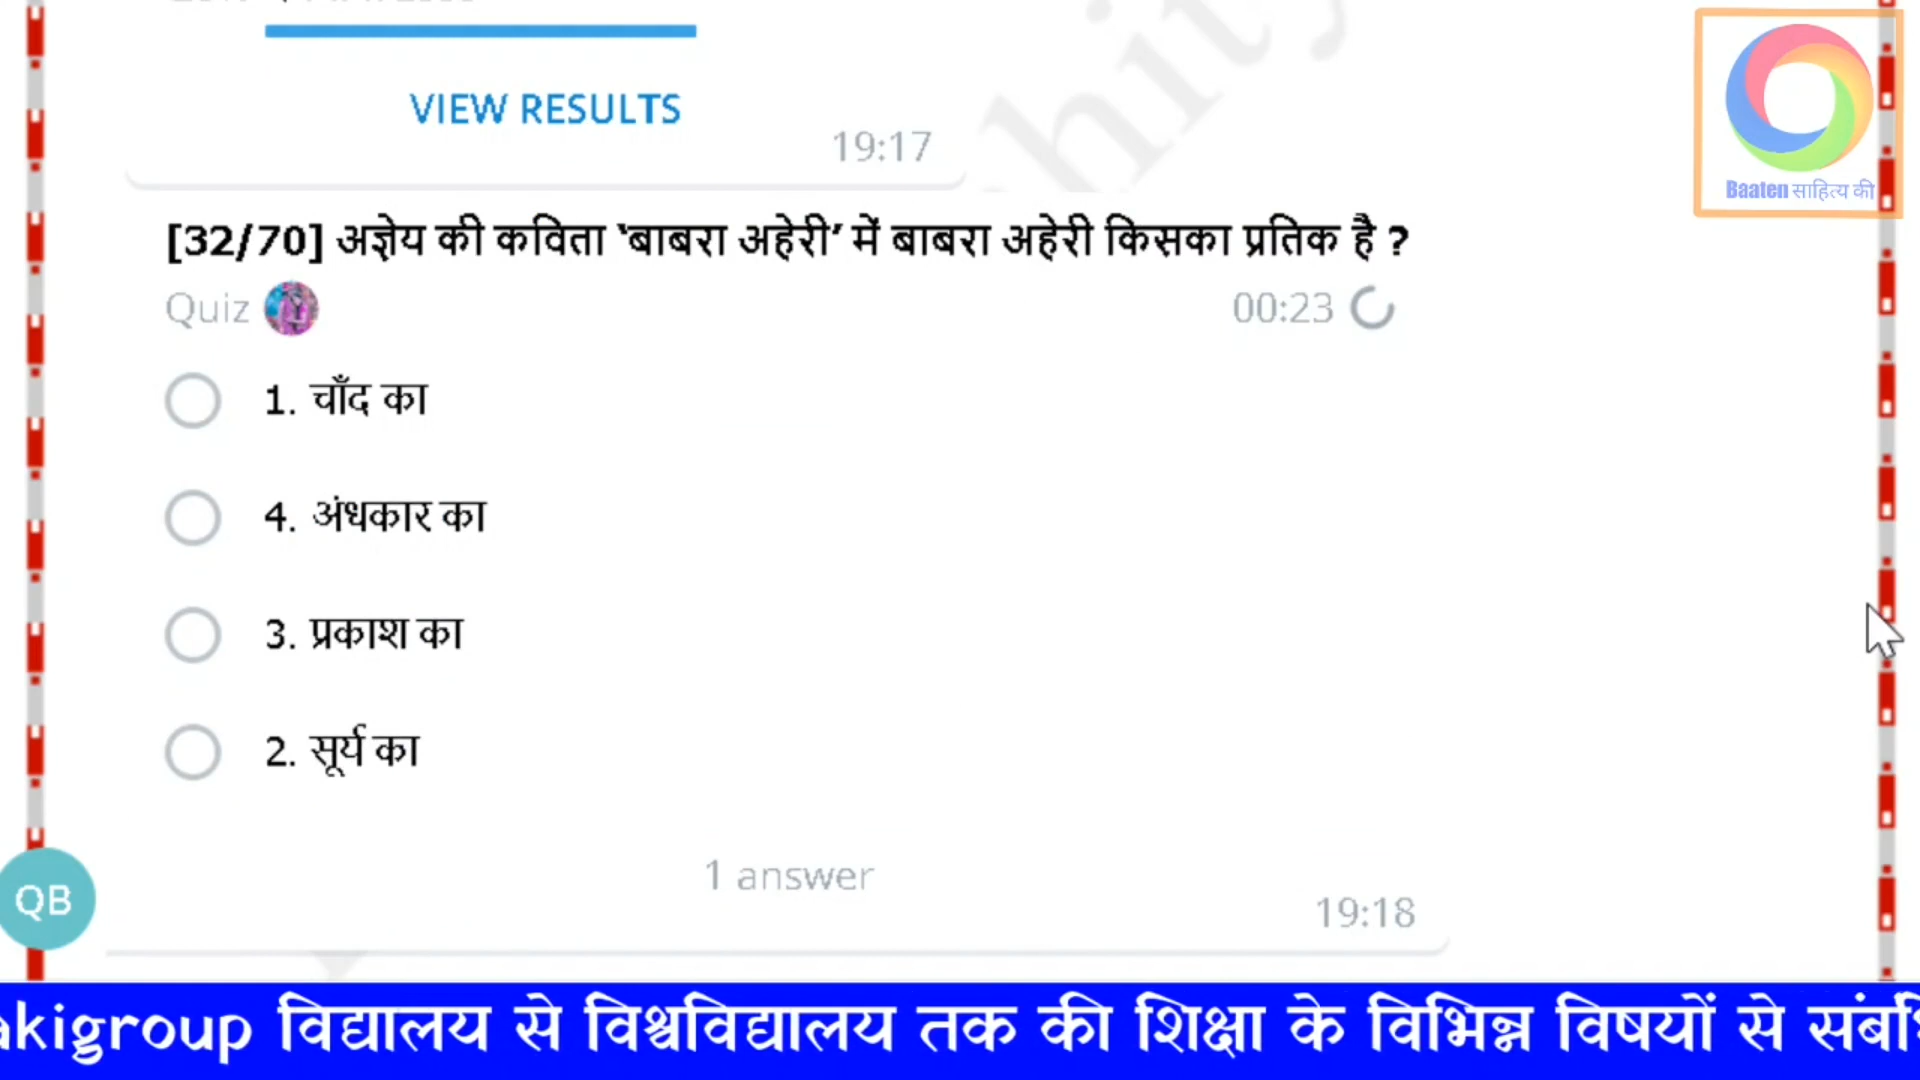 VIEW RESULTS
19:17
Baaten साहित्य की
[32/70] अज्ञेय की कविता ‘बाबरा अहेरी’ में बाबरा अहेरी किसका प्रतिक है ?
Quiz
00:23
1. चाँद का
4. अंधकार का
3. प्रकाश का
2. सूर्य का
1 answer
19:18
QB
akigroup विद्यालय से विश्वविद्यालय तक की शिक्षा के विभिन्न विषयों से